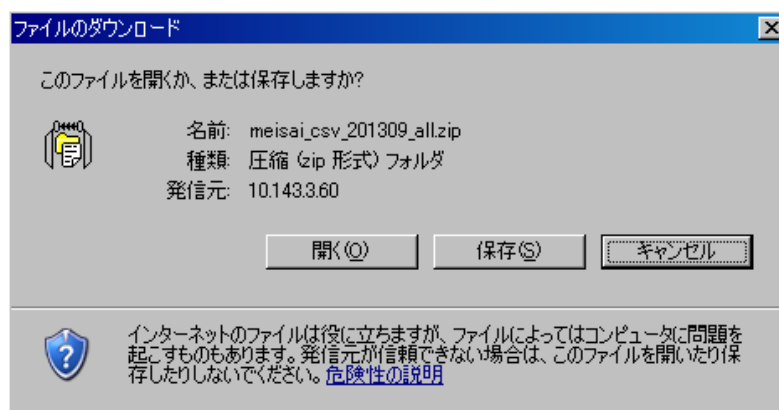 ファイルのダウンロード
このファイルを開くか、または保存しますか?
名前: meisai_csv_201309_all.zip
種類: 圧縮 (zip 形式) フォルダ
発信元: 10.143.3.60
開く(O) 保存(S) キャンセル
インターネットのファイルは役に立ちますが、ファイルによってはコンピュータに問題を
起こすものもあります。発信元が信頼できない場合は、このファイルを開いたり保
存したりしないでください。危険性の説明